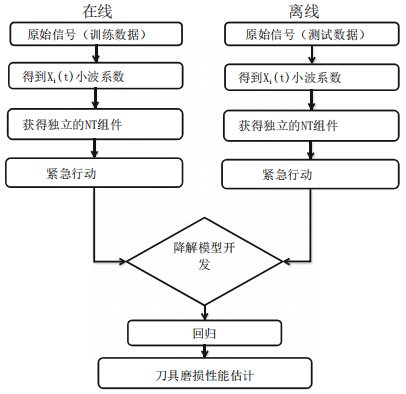 在线
离线
原始信号（训练数据）
原始信号（测试数据）
得到Xi(t)小波系数
得到Xi(t)小波系数
获得独立的NT组件
获得独立的NT组件
紧急行动
紧急行动
降解模型开
发
回归
刀具磨损性能估计